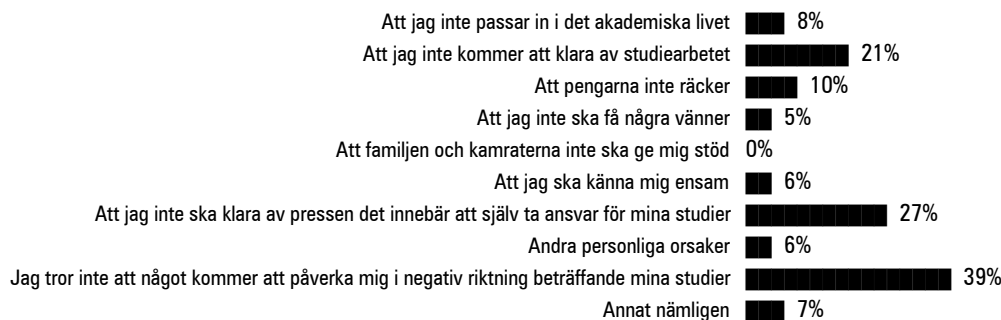 Att jag inte passar in i det akademiska livet 8%
Att jag inte kommer att klara av studiearbetet 21%
Att pengarna inte räcker 10%
Att jag inte ska få några vänner 5%
Att familjen och kamraterna inte ska ge mig stöd 0%
Att jag ska känna mig ensam 6%
Att jag inte ska klara av pressen det innebär att själv ta ansvar för mina studier 27%
Andra personliga orsaker 6%
Jag tror inte att något kommer att påverka mig i negativ riktning beträffande mina studier 39%
Annat nämligen 7%